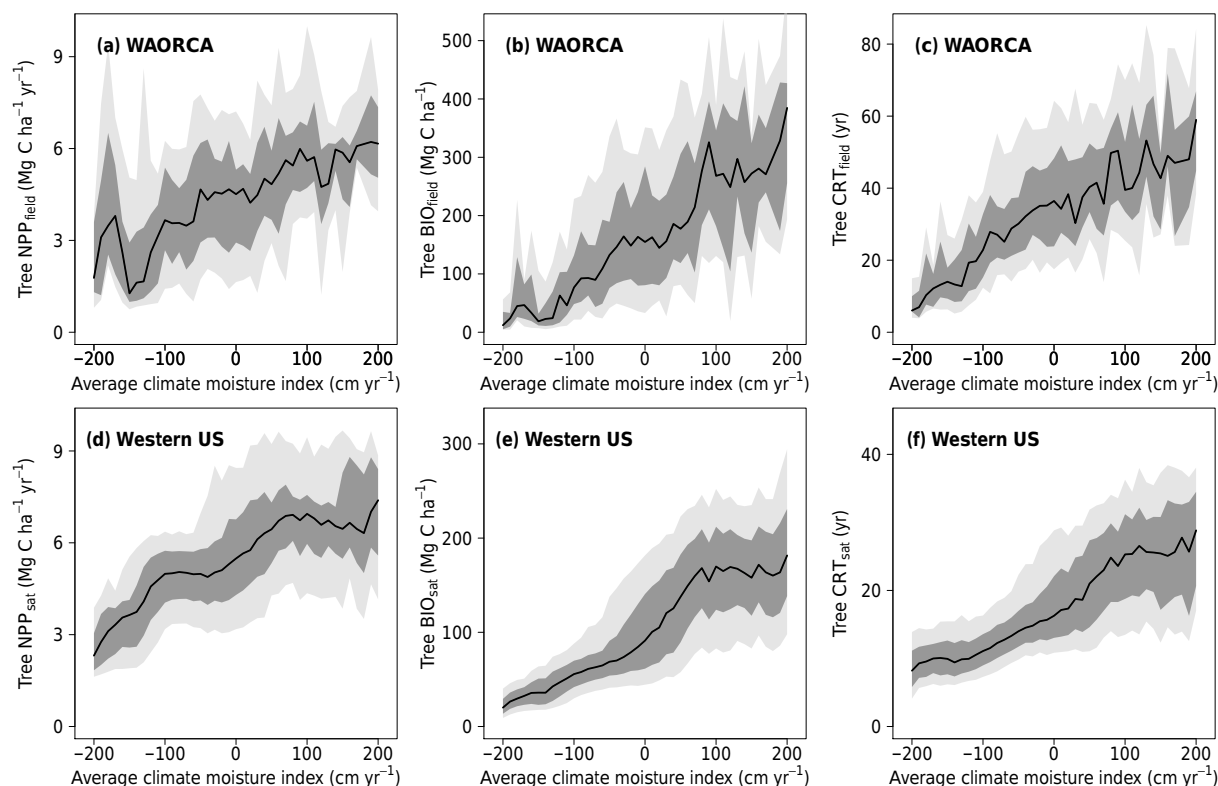 (a) WAORCA
Tree NPPfield (Mg C ha−1 yr−1)
9
6
3
0
−200 −100 0 100 200
Average climate moisture index (cm yr−1)
(b) WAORCA
Tree BIOfield (Mg C ha−1)
500
400
300
200
100
0
−200 −100 0 100 200
Average climate moisture index (cm yr−1)
(c) WAORCA
Tree CRTfield (yr)
80
60
40
20
0
−200 −100 0 100 200
Average climate moisture index (cm yr−1)
(d) Western US
Tree NPPsat (Mg C ha−1 yr−1)
9
6
3
0
−200 −100 0 100 200
Average climate moisture index (cm yr−1)
(e) Western US
Tree BIOsat (Mg C ha−1)
300
200
100
0
−200 −100 0 100 200
Average climate moisture index (cm yr−1)
(f) Western US
Tree CRTsat (yr)
40
20
0
−200 −100 0 100 200
Average climate moisture index (cm yr−1)